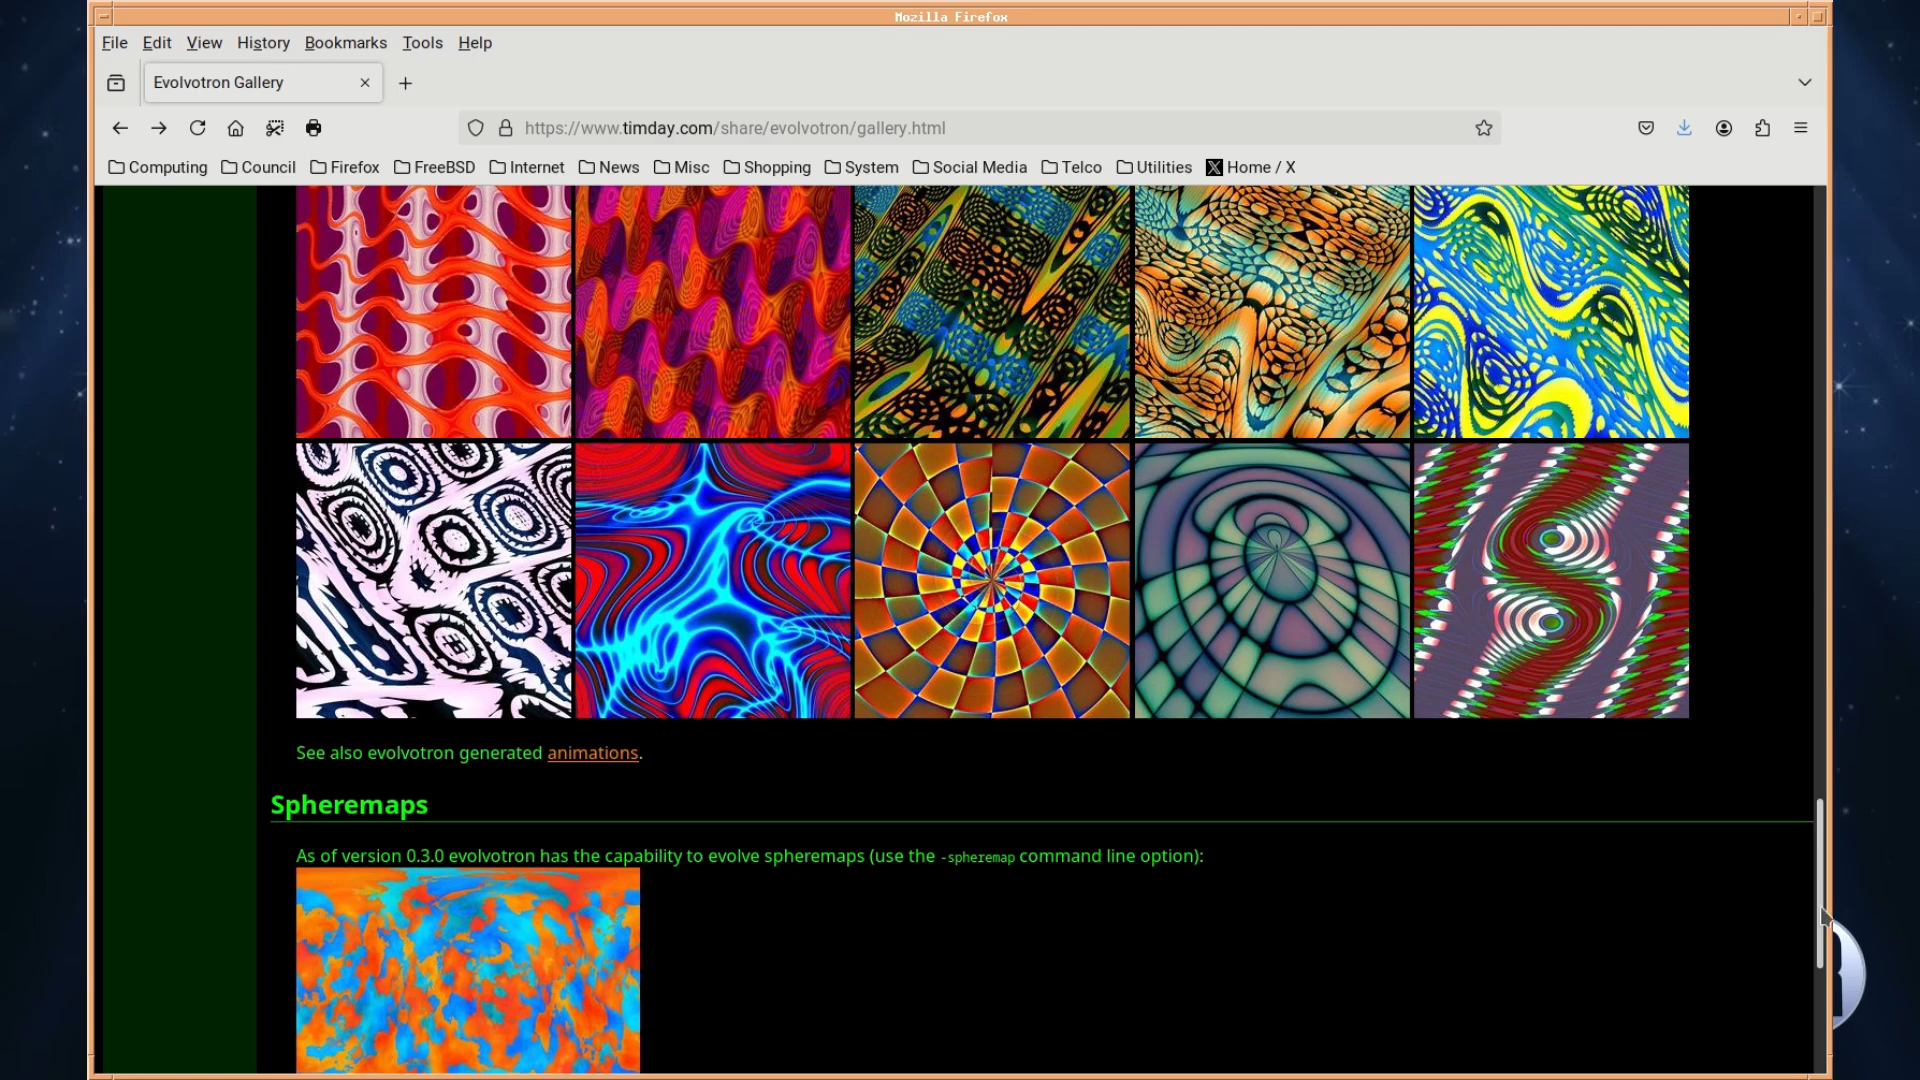 Mozilla Firefox
File Edit View History Bookmarks Tools Help
Evolvotron Gallery
https://www.timday.com/share/evolvotron/gallery.html
Computing Council Firefox FreeBSD Internet News Misc Shopping System Social Media Telco Utilities X Home / X
See also evolvotron generated animations.
Spheremaps
As of version 0.3.0 evolvotron has the capability to evolve spheremaps (use the -spheremap command line option):